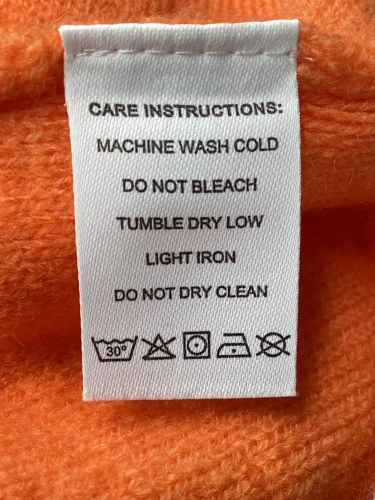 CARE INSTRUCTIONS:
MACHINE WASH COLD
DO NOT BLEACH
TUMBLE DRY LOW
LIGHT IRON
DO NOT DRY CLEAN
30°